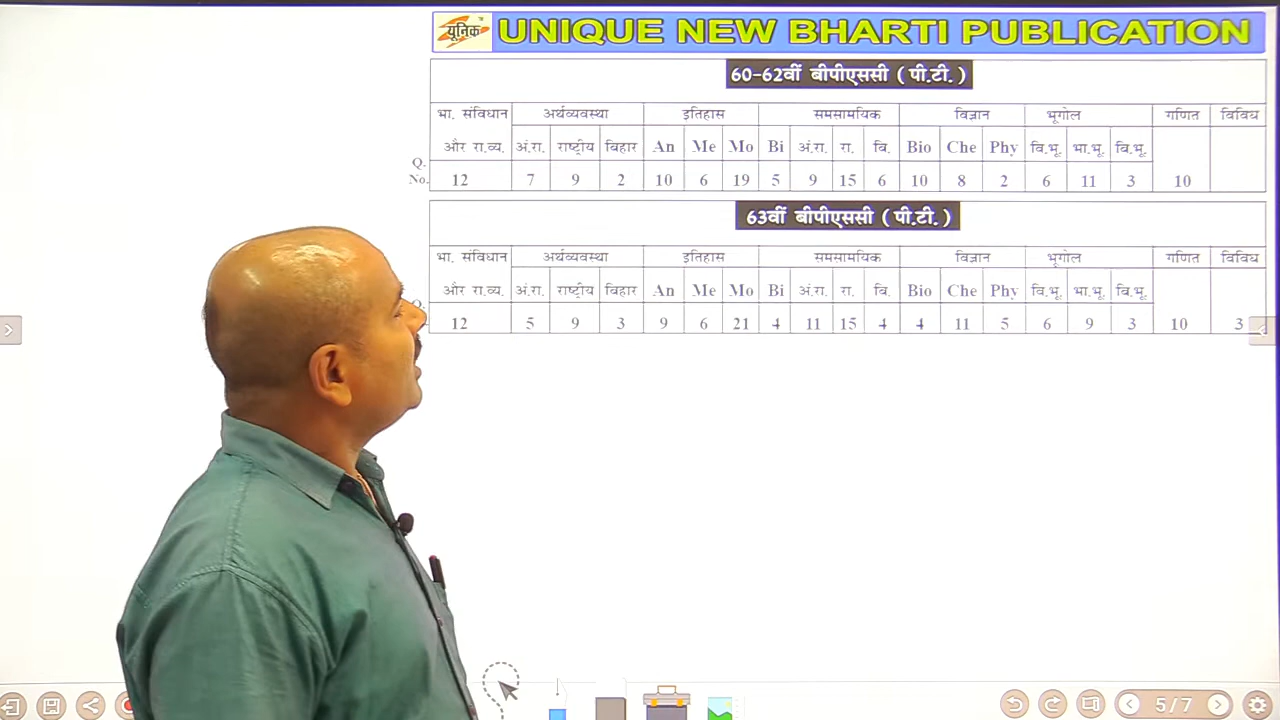 यूनिक UNIQUE NEW BHARTI PUBLICATION
60-62वीं बीपीएससी (पी.टी.)
भा. संविधान अर्थव्यवस्था इतिहास समसामयिक विज्ञान भूगोल गणित विविध
और रा.व्य. अं.रा. राष्ट्रीय बिहार An Me Mo Bi अं.रा. रा. वि. Bio Che Phy वि.भू. भा.भू. वि.भू.
Q.
No. 12 7 9 2 10 6 19 5 9 15 6 10 8 2 6 11 3 10
63वीं बीपीएससी (पी.टी.)
भा. संविधान अर्थव्यवस्था इतिहास समसामयिक विज्ञान भूगोल गणित विविध
और रा.व्य. अं.रा. राष्ट्रीय बिहार An Me Mo Bi अं.रा. रा. वि. Bio Che Phy वि.भू. भा.भू. वि.भू.
12 5 9 3 9 6 21 4 11 15 4 4 11 5 6 9 3 10 3
5/7